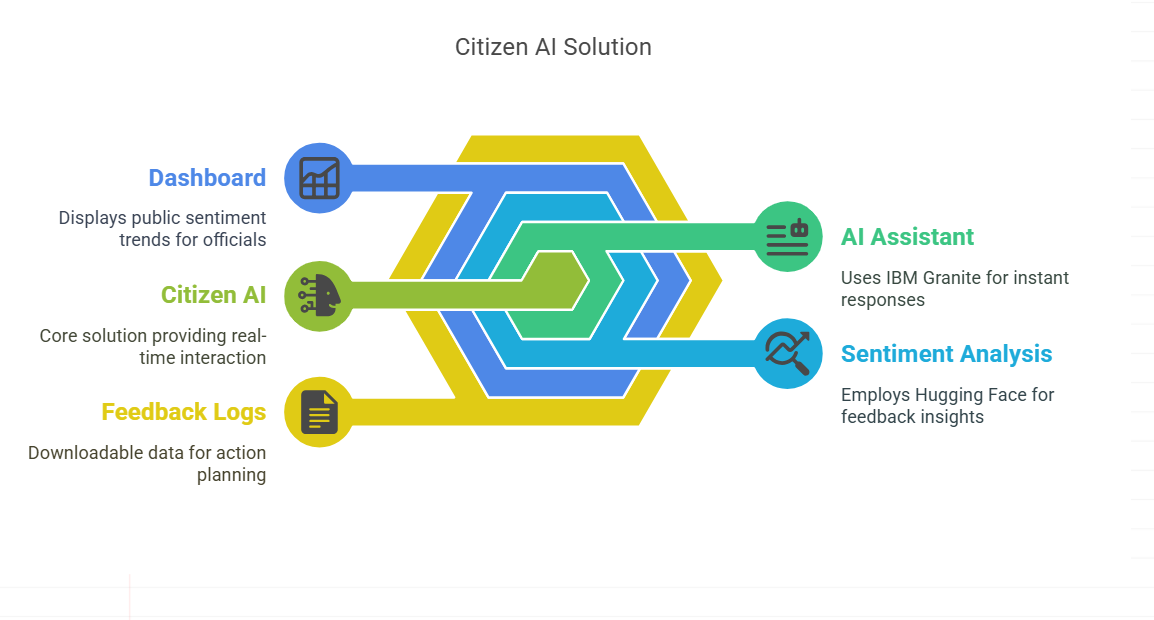 Citizen AI Solution
Dashboard
Displays public sentiment
trends for officials
Citizen AI
Core solution providing real-
time interaction
Feedback Logs
Downloadable data for action
planning
AI Assistant
Uses IBM Granite for instant
responses
Sentiment Analysis
Employs Hugging Face for
feedback insights